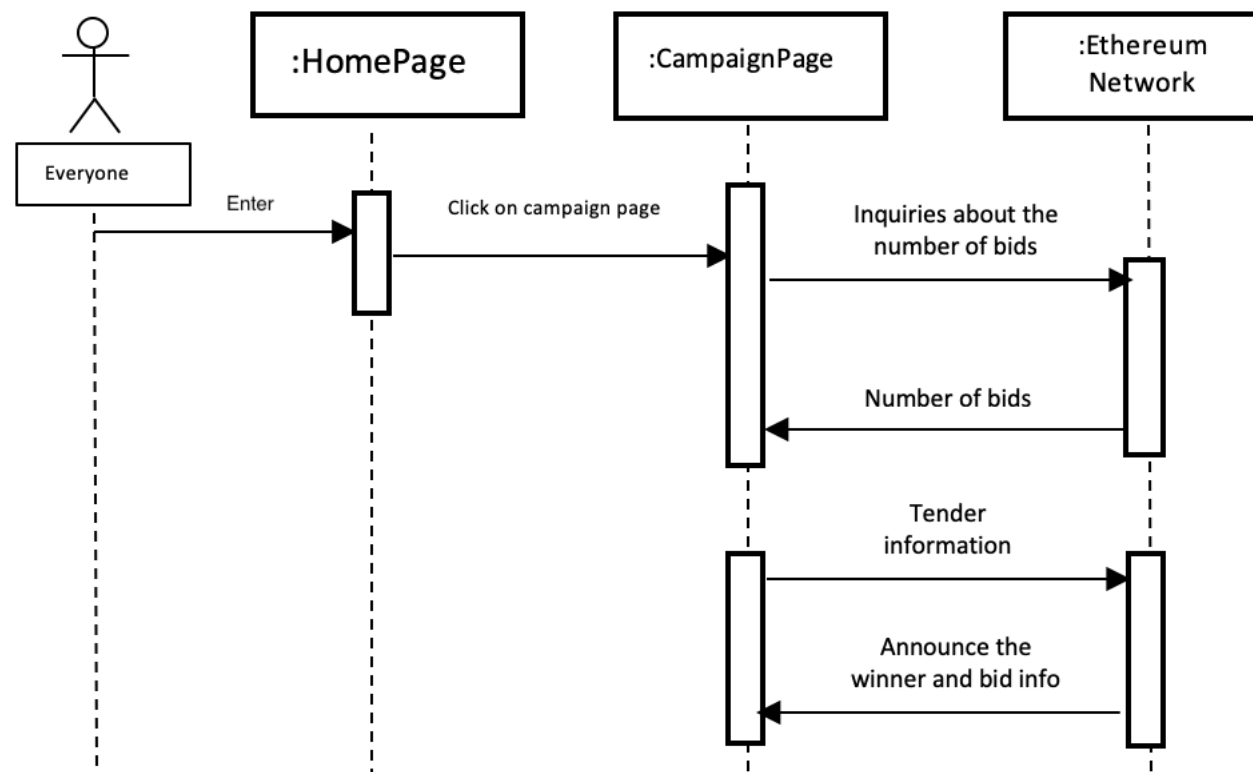 :HomePage
:CampaignPage
:Ethereum
Network
Everyone
Enter
Click on campaign page
Inquiries about the
number of bids
Number of bids
Tender
information
Announce the
winner and bid info